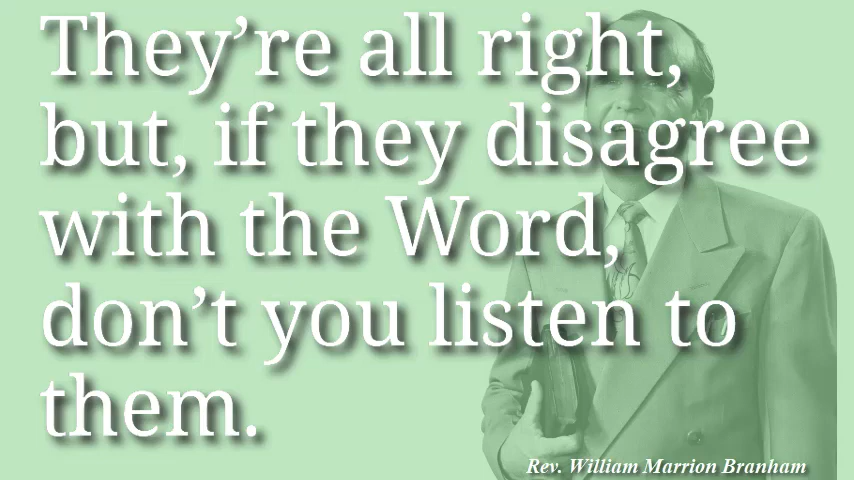 They’re all right,
but, if they disagree
with the Word,
don’t you listen to
them.
Rev. William Marrion Branham